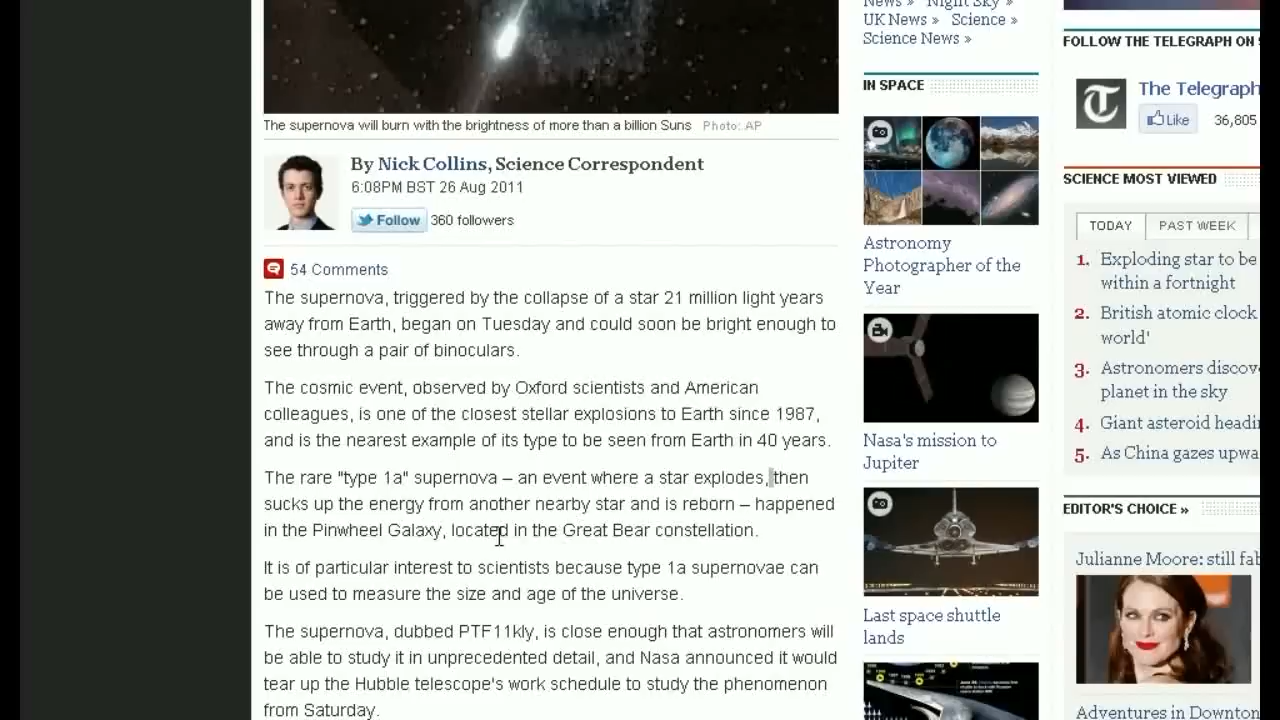 The supernova will burn with the brightness of more than a billion Suns Photo: AP
By Nick Collins, Science Correspondent
6:08PM BST 26 Aug 2011
Follow 360 followers
54 Comments
The supernova, triggered by the collapse of a star 21 million light years
away from Earth, began on Tuesday and could soon be bright enough to
see through a pair of binoculars.
The cosmic event, observed by Oxford scientists and American
colleagues, is one of the closest stellar explosions to Earth since 1987,
and is the nearest example of its type to be seen from Earth in 40 years.
The rare "type 1a" supernova – an event where a star explodes, then
sucks up the energy from another nearby star and is reborn – happened
in the Pinwheel Galaxy, located in the Great Bear constellation.
It is of particular interest to scientists because type 1a supernovae can
be used to measure the size and age of the universe.
The supernova, dubbed PTF11kly, is close enough that astronomers will
be able to study it in unprecedented detail, and Nasa announced it would
free up the Hubble telescope's work schedule to study the phenomenon
from Saturday.
News » Night Sky »
UK News » Science »
Science News »
IN SPACE
Astronomy
Photographer of the
Year
Nasa's mission to
Jupiter
Last space shuttle
lands
FOLLOW THE TELEGRAPH ON
The Telegraph
Like 36,805
SCIENCE MOST VIEWED
TODAY PAST WEEK
1. Exploding star to be
within a fortnight
2. British atomic clock
world'
3. Astronomers discov
planet in the sky
4. Giant asteroid headi
5. As China gazes upwa
EDITOR'S CHOICE »
Julianne Moore: still fab
Adventures in Downton